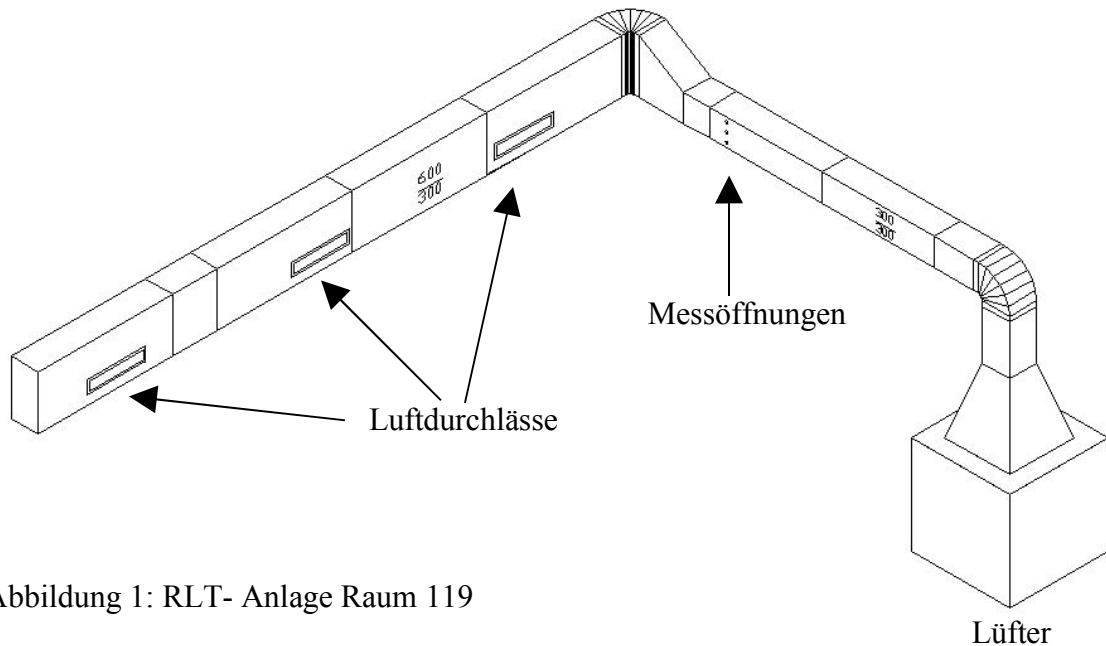 600
300
300
300
Messöffnungen
Luftdurchlässe
Abbildung 1: RLT- Anlage Raum 119
Lüfter